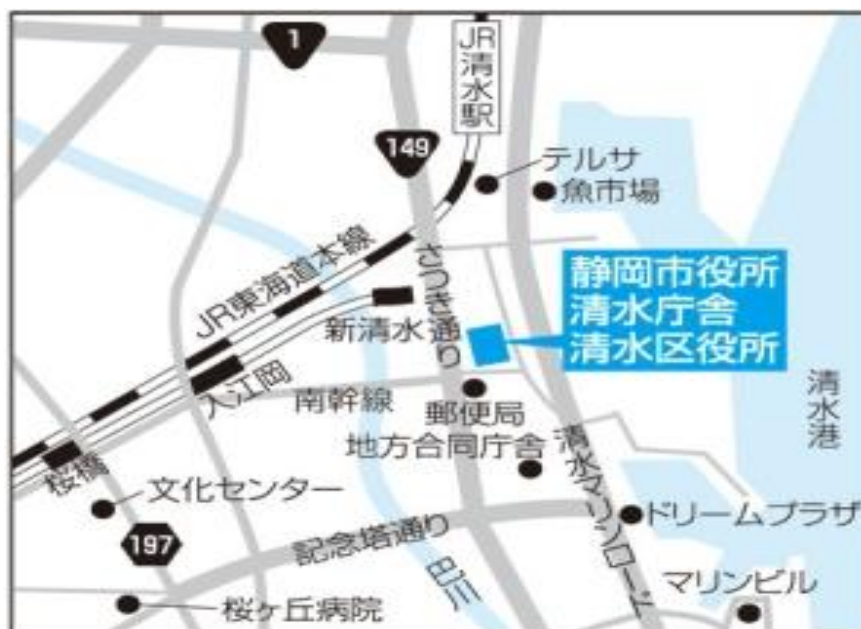 1
JR清水駅
149
テルサ
魚市場
さつき通り
JR東海道本線
静岡市役所
清水庁舎
清水区役所
新清水
入江岡
南幹線
郵便局
地方合同庁舎
清水港
桜橋
文化センター
197
記念塔通り
清水マリンロード
ドリームプラザ
巴川
桜ヶ丘病院
マリンビル